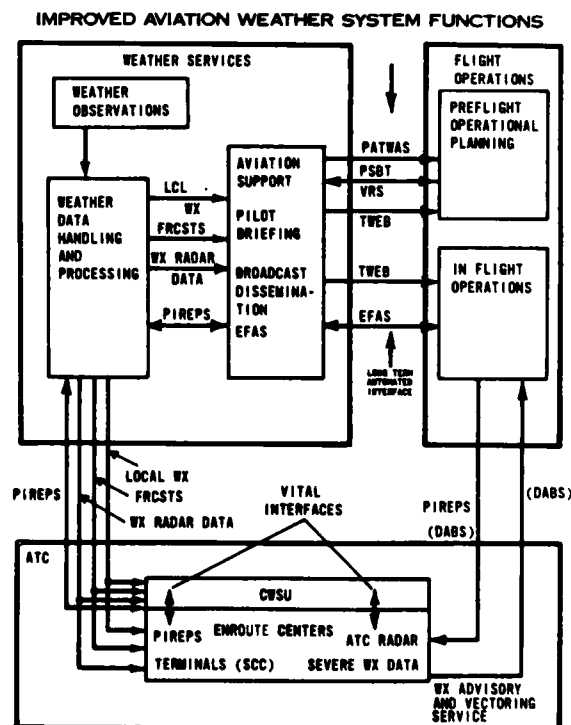 IMPROVED AVIATION WEATHER SYSTEM FUNCTIONS
WEATHER SERVICES
WEATHER
OBSERVATIONS
WEATHER
DATA
HANDLING
AND
PROCESSING
LCL
WX
FRCSTS
WX RADAR
DATA
PIREPS
AVIATION
SUPPORT
PILOT
BRIEFING
BROADCAST
DISSEMINA-
TION
EFAS
PATWAS
PSBT
VRS
TWEB
TWEB
EFAS
LONG TERM
AUTOMATED
INTERFACE
FLIGHT
OPERATIONS
PREFLIGHT
OPERATIONAL
PLANNING
IN FLIGHT
OPERATIONS
LOCAL WX
FRCSTS
WX RADAR DATA
PIREPS
VITAL
INTERFACES
PIREPS
(DABS)
(DABS)
ATC
CWSU
PIREPS
ENROUTE CENTERS
ATC RADAR
TERMINALS (SCC)
SEVERE WX DATA
WX ADVISORY
AND VECTORING
SERVICE